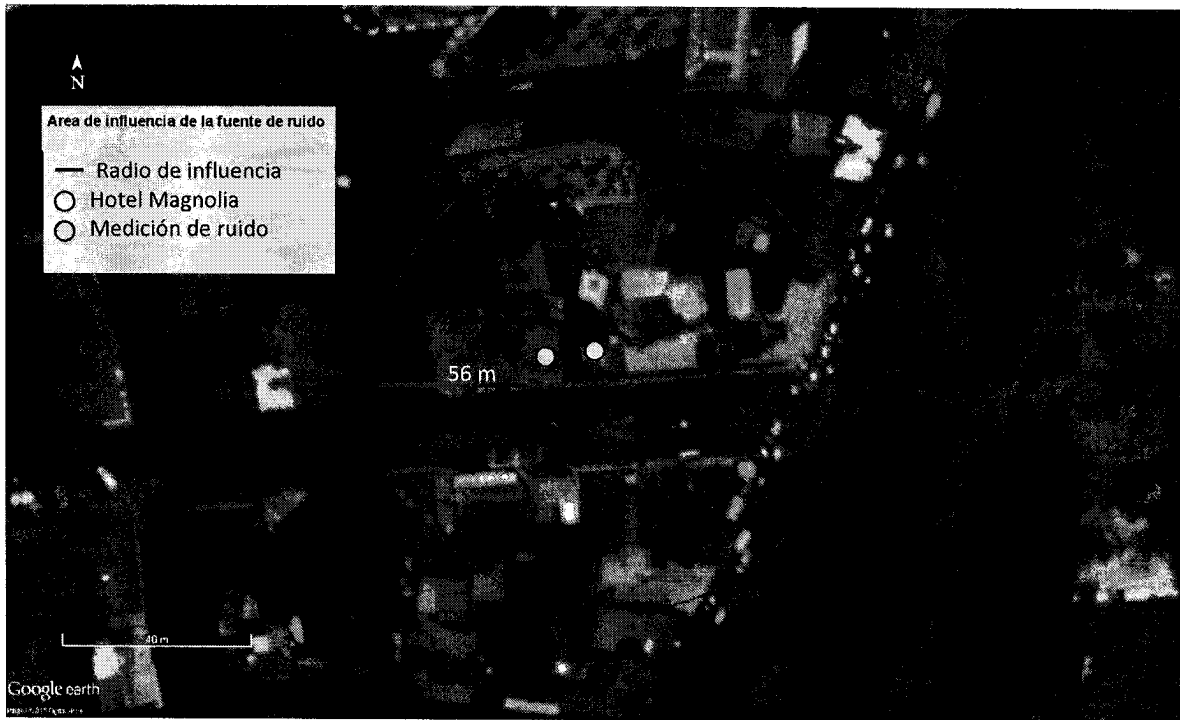 N
Area de influencia de la fuente de ruido
Radio de influencia
Hotel Magnolia
Medición de ruido
56 m
40 m
Google earth